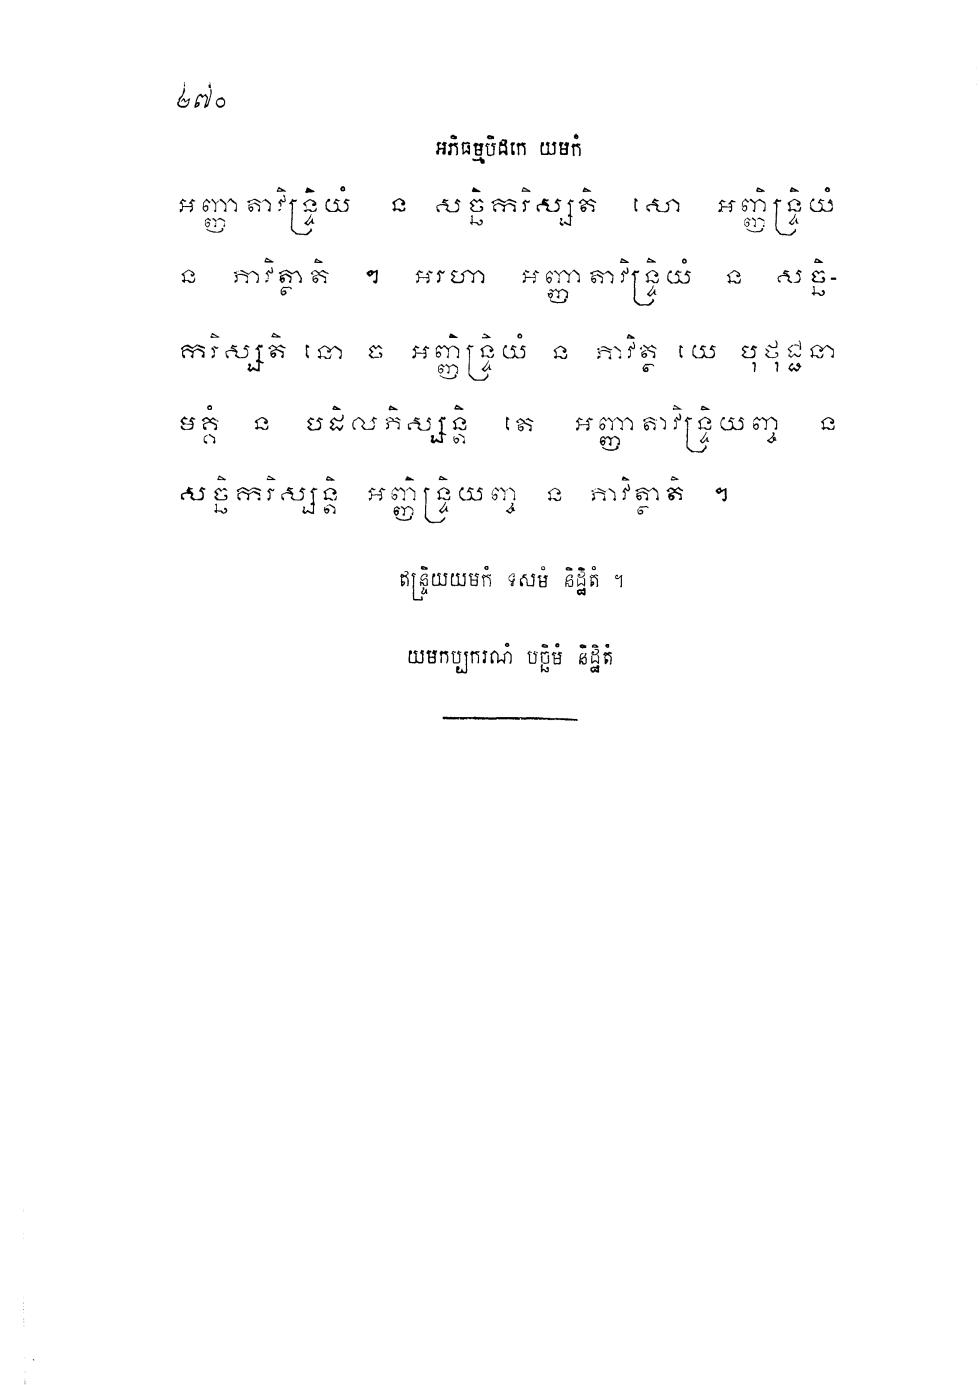 ៤៧០
អភិធម្មបិដកេ យមកំ
អញ្ញាតាវិន្ទ្រិយំ ន សច្ឆិករិស្សតិ សោ អញ្ញិន្ទ្រិយំ
ន ភាវិត្ថាតិ ។ អរហា អញ្ញាតាវិន្ទ្រិយំ ន សច្ឆិ-
ករិស្សតិ នោ ច អញ្ញិន្ទ្រិយំ ន ភាវិត្ថ យេ បុថុជ្ជនា
មគ្គំ ន បដិលភិស្សន្តិ តេ អញ្ញាតាវិន្ទ្រិយញ្ច ន
សច្ឆិករិស្សន្តិ អញ្ញិន្ទ្រិយញ្ច ន ភាវិត្ថាតិ ។
ឥន្ទ្រិយយមកំ ទសមំ និដ្ឋិតំ ។
យមកប្បករណំ បច្ឆិមំ និដ្ឋិតំ